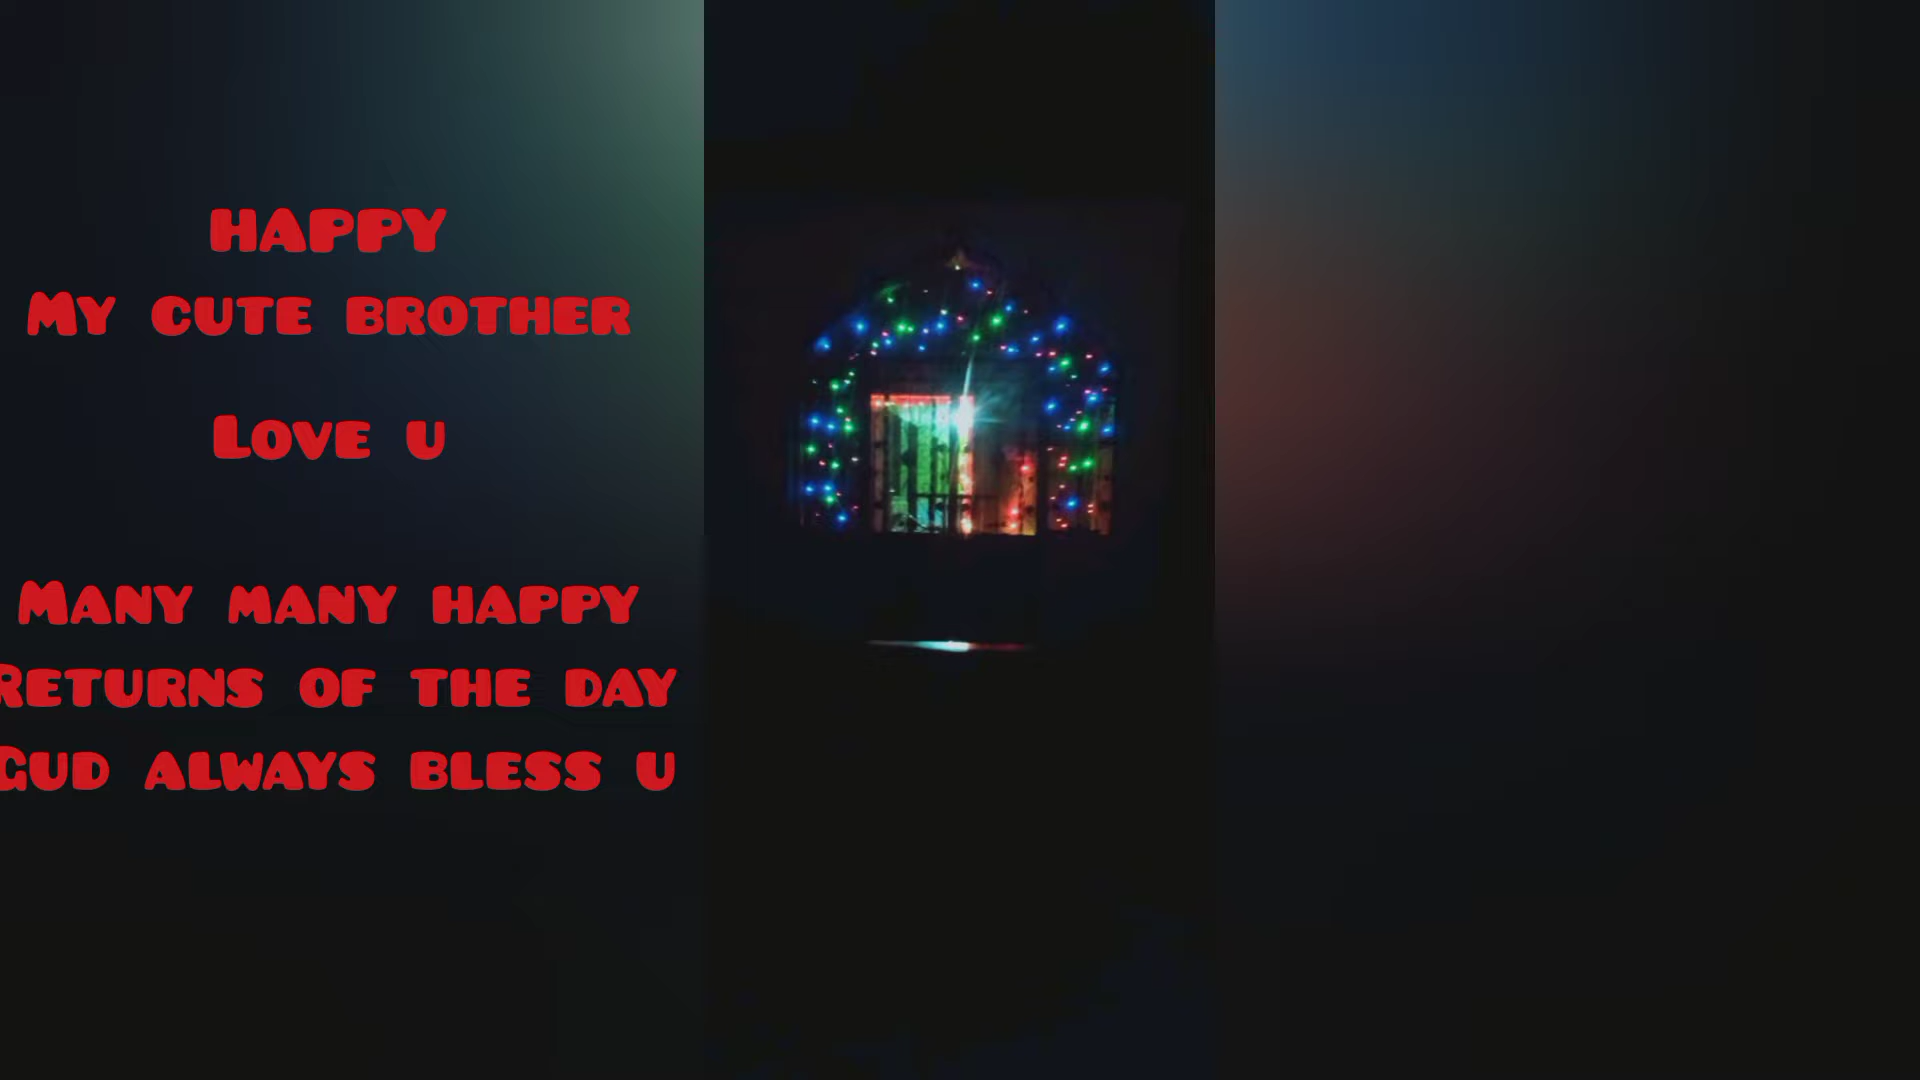 HAPPY
MY CUTE BROTHER
LOVE U
MANY MANY HAPPY
RETURNS OF THE DAY
GUD ALWAYS BLESS U